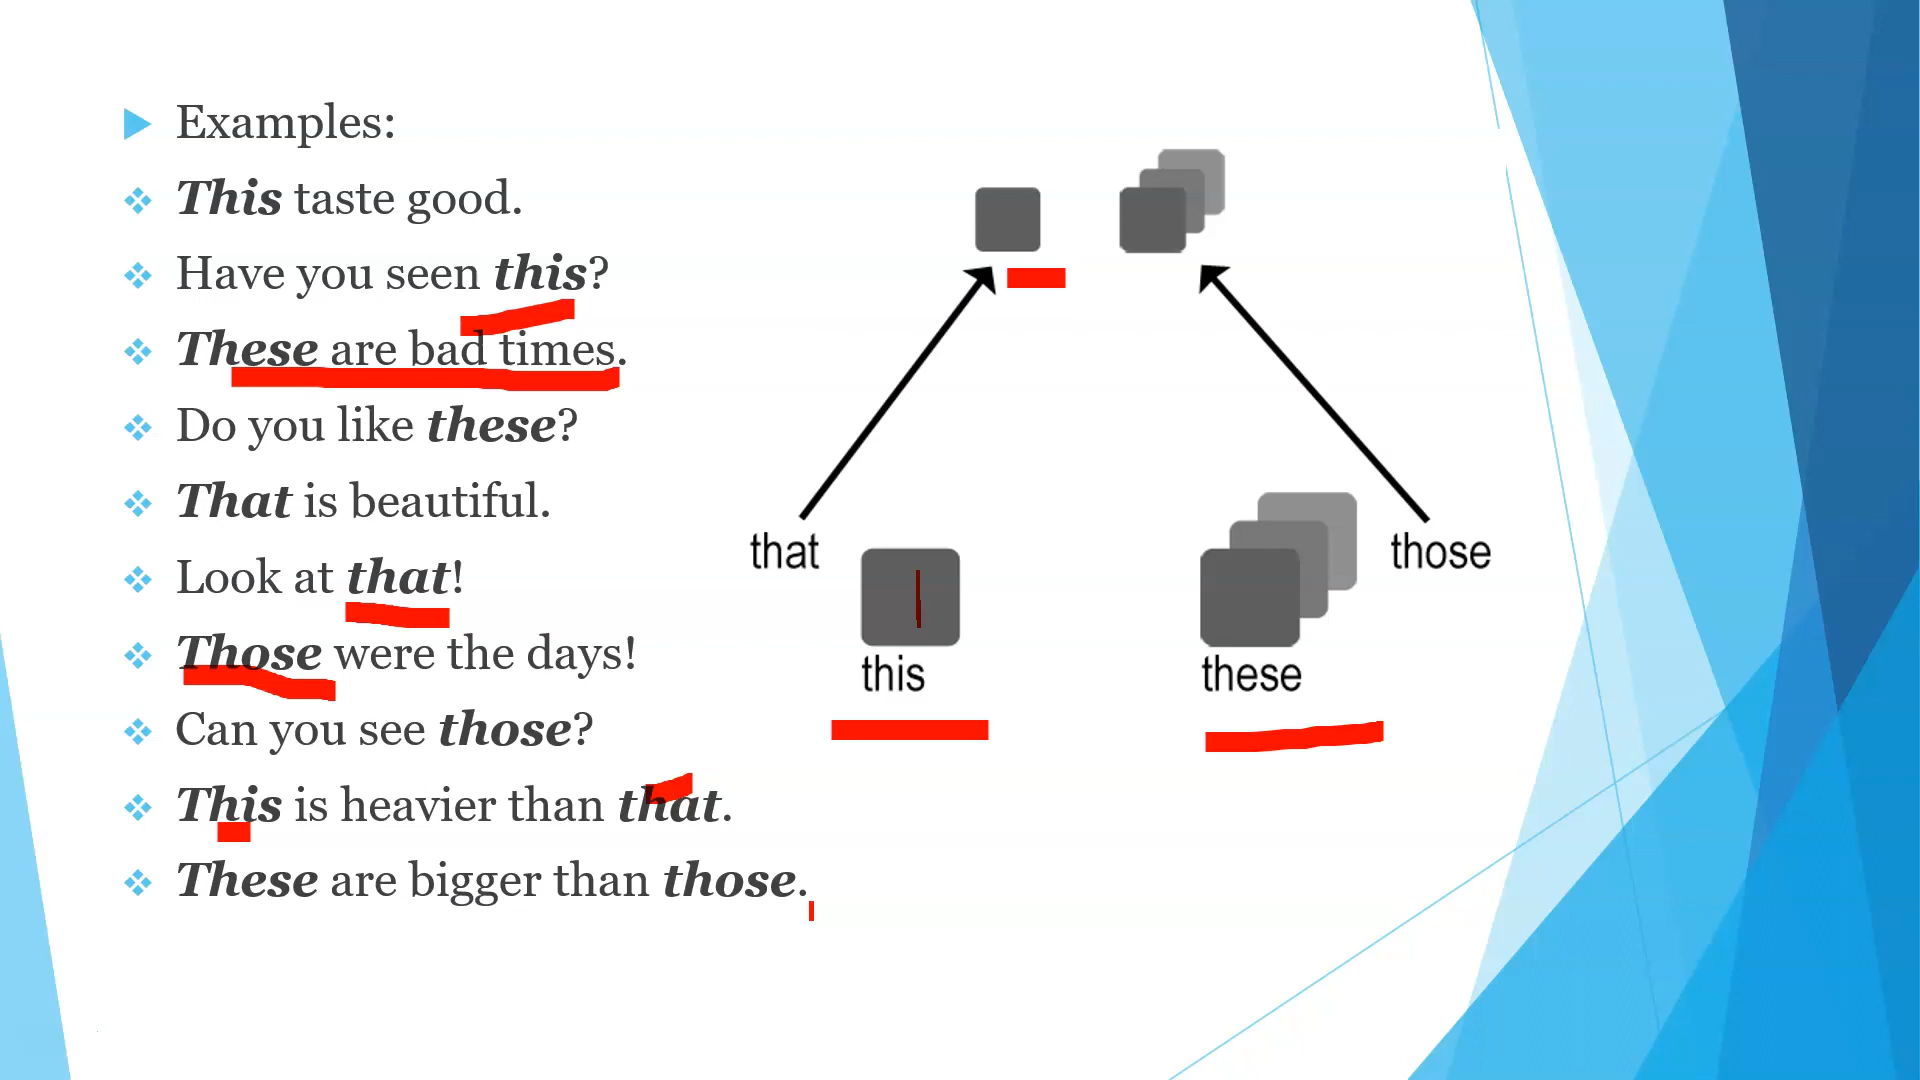 Examples:
This taste good.
Have you seen this?
These are bad times.
Do you like these?
That is beautiful.
Look at that!
Those were the days!
Can you see those?
This is heavier than that.
These are bigger than those.
that
those
this
these